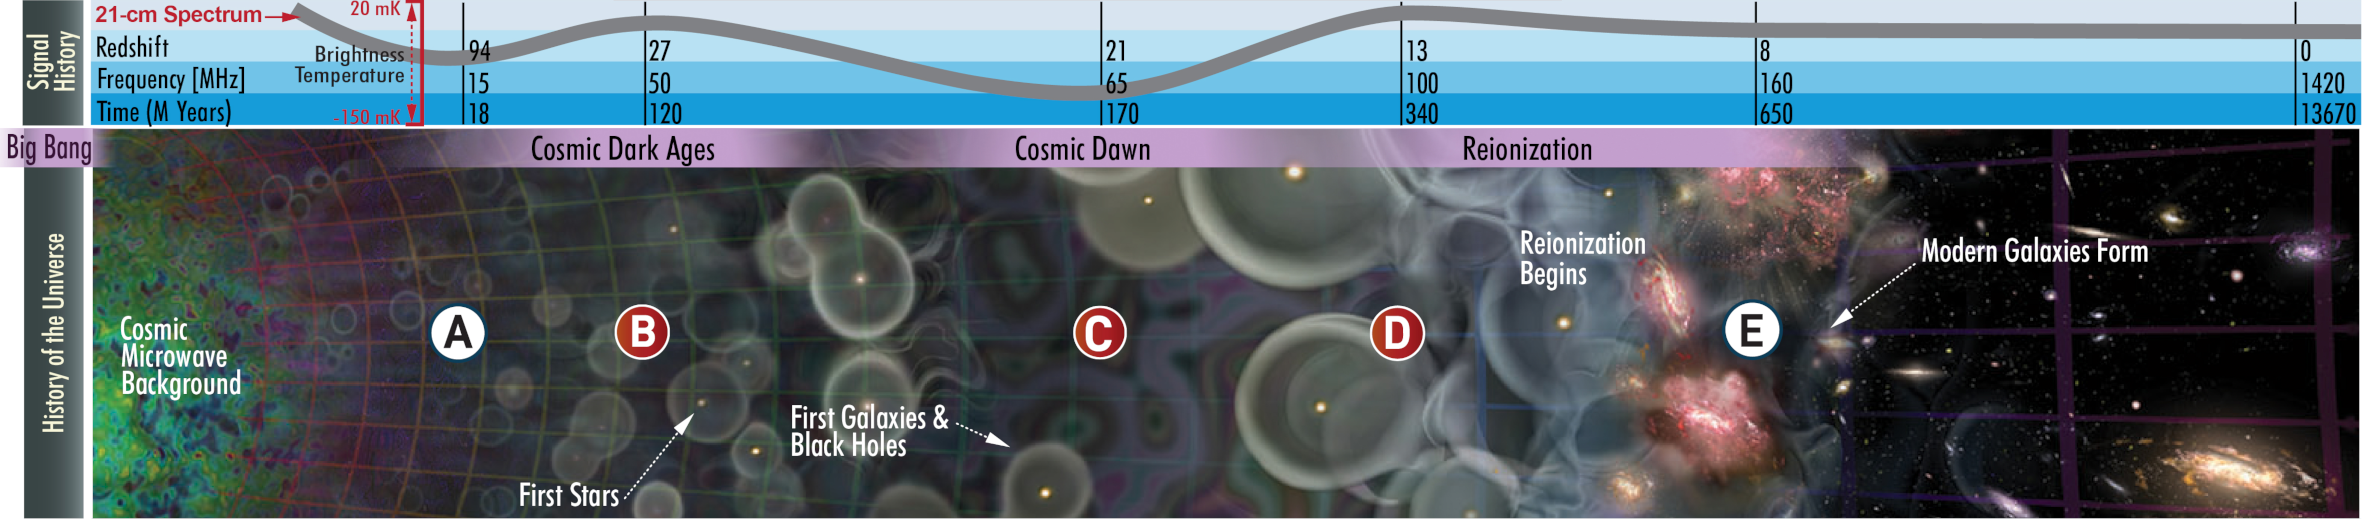 Signal
History
21-cm Spectrum
20 mK
Brightness
Temperature
-150 mK
Redshift
94
27
21
13
8
0
Frequency [MHz]
15
50
65
100
160
1420
Time (M Years)
18
120
170
340
650
13670
Big Bang
Cosmic Dark Ages
Cosmic Dawn
Reionization
History of the Universe
Cosmic
Microwave
Background
A
B
C
D
E
First Stars
First Galaxies &
Black Holes
Reionization
Begins
Modern Galaxies Form